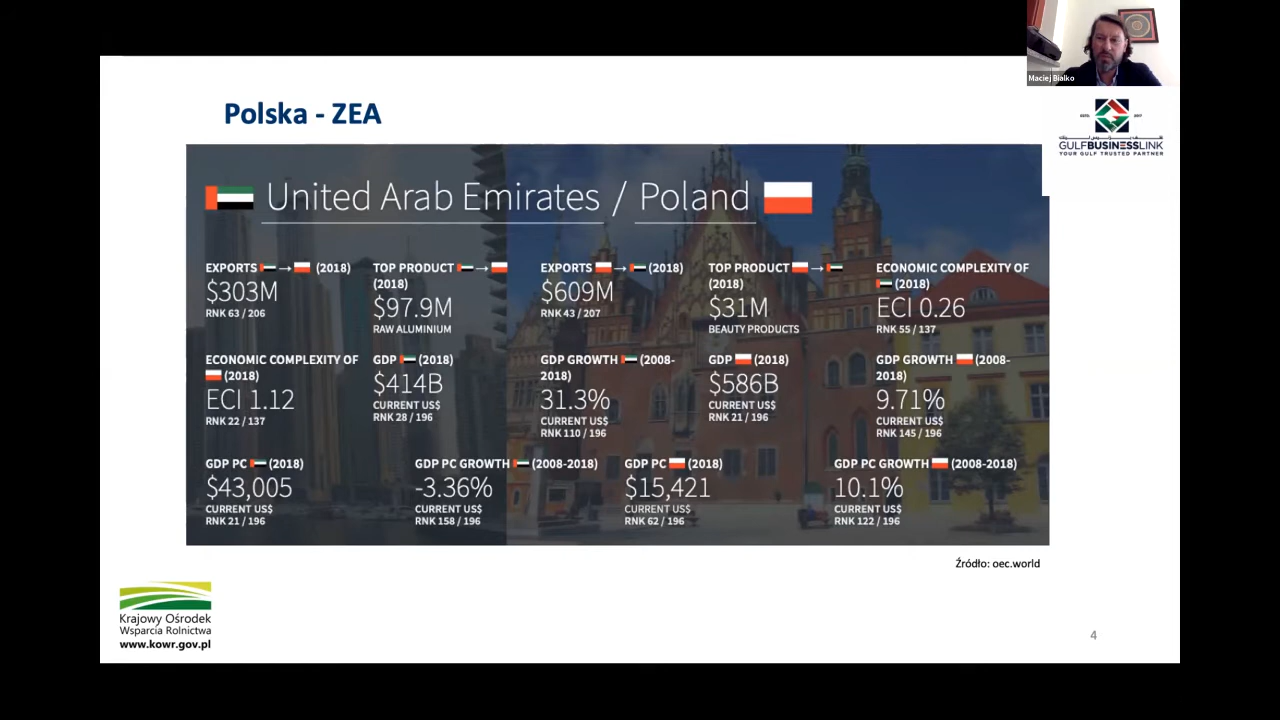 Maciej Bialko
Polska - ZEA
GULFBUSINESSLINK
YOUR GULF TRUSTED PARTNER
United Arab Emirates / Poland
EXPORTS → (2018)
$303M
RNK 63 / 206
TOP PRODUCT →
(2018)
$97.9M
RAW ALUMINIUM
EXPORTS → (2018)
$609M
RNK 43 / 207
TOP PRODUCT →
(2018)
$31M
BEAUTY PRODUCTS
ECONOMIC COMPLEXITY OF
(2018)
ECI 0.26
RNK 55 / 137
ECONOMIC COMPLEXITY OF
(2018)
ECI 1.12
RNK 22 / 137
GDP (2018)
$414B
CURRENT US$
RNK 28 / 196
GDP GROWTH (2008-
2018)
31.3%
CURRENT US$
RNK 110 / 196
GDP (2018)
$586B
CURRENT US$
RNK 21 / 196
GDP GROWTH (2008-
2018)
9.71%
CURRENT US$
RNK 145 / 196
GDP PC (2018)
$43,005
CURRENT US$
RNK 21 / 196
GDP PC GROWTH (2008-2018)
-3.36%
CURRENT US$
RNK 158 / 196
GDP PC (2018)
$15,421
CURRENT US$
RNK 62 / 196
GDP PC GROWTH (2008-2018)
10.1%
CURRENT US$
RNK 122 / 196
Źródło: oec.world
Krajowy Ośrodek
Wsparcia Rolnictwa
www.kowr.gov.pl
4